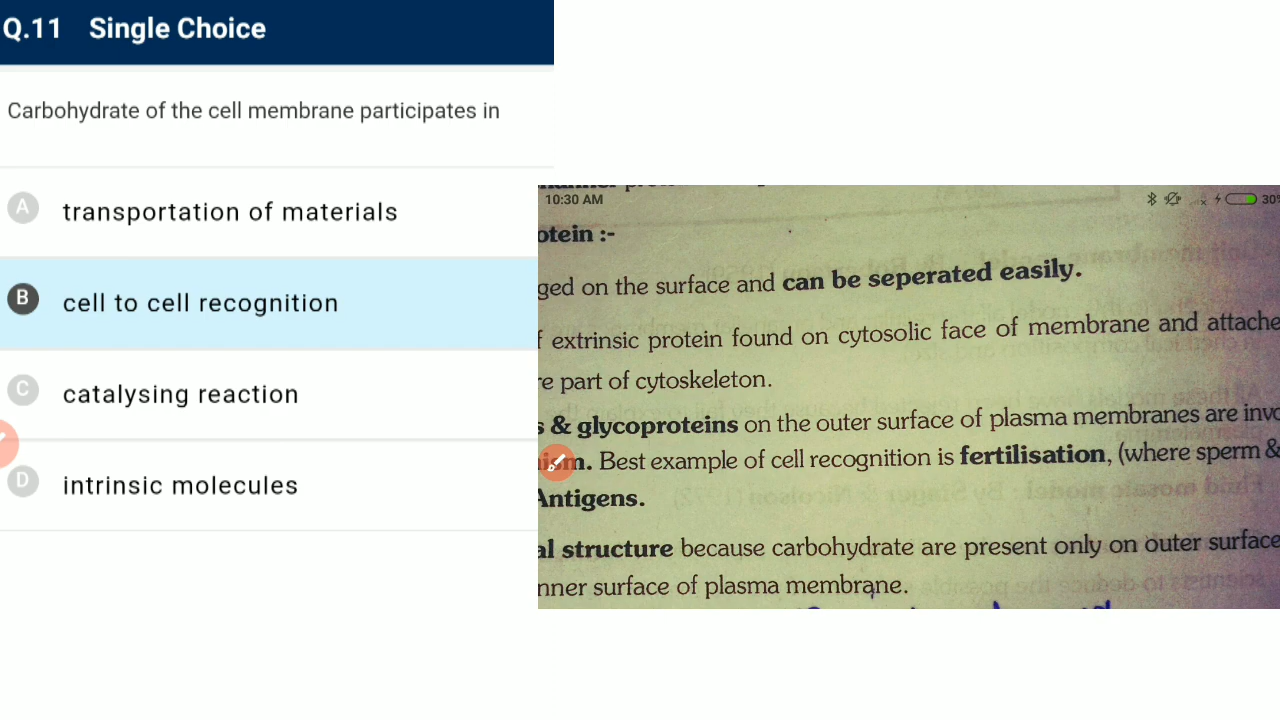 Q.11 Single Choice
Carbohydrate of the cell membrane participates in
A transportation of materials
B cell to cell recognition
C catalysing reaction
D intrinsic molecules
10:30 AM
30%
otein :-
ged on the surface and can be seperated easily.
extrinsic protein found on cytosolic face of membrane and attache
re part of cytoskeleton.
s & glycoproteins on the outer surface of plasma membranes are invo
Best example of cell recognition is fertilisation, (where sperm &
Antigens.
al structure because carbohydrate are present only on outer surface
nner surface of plasma membrane.